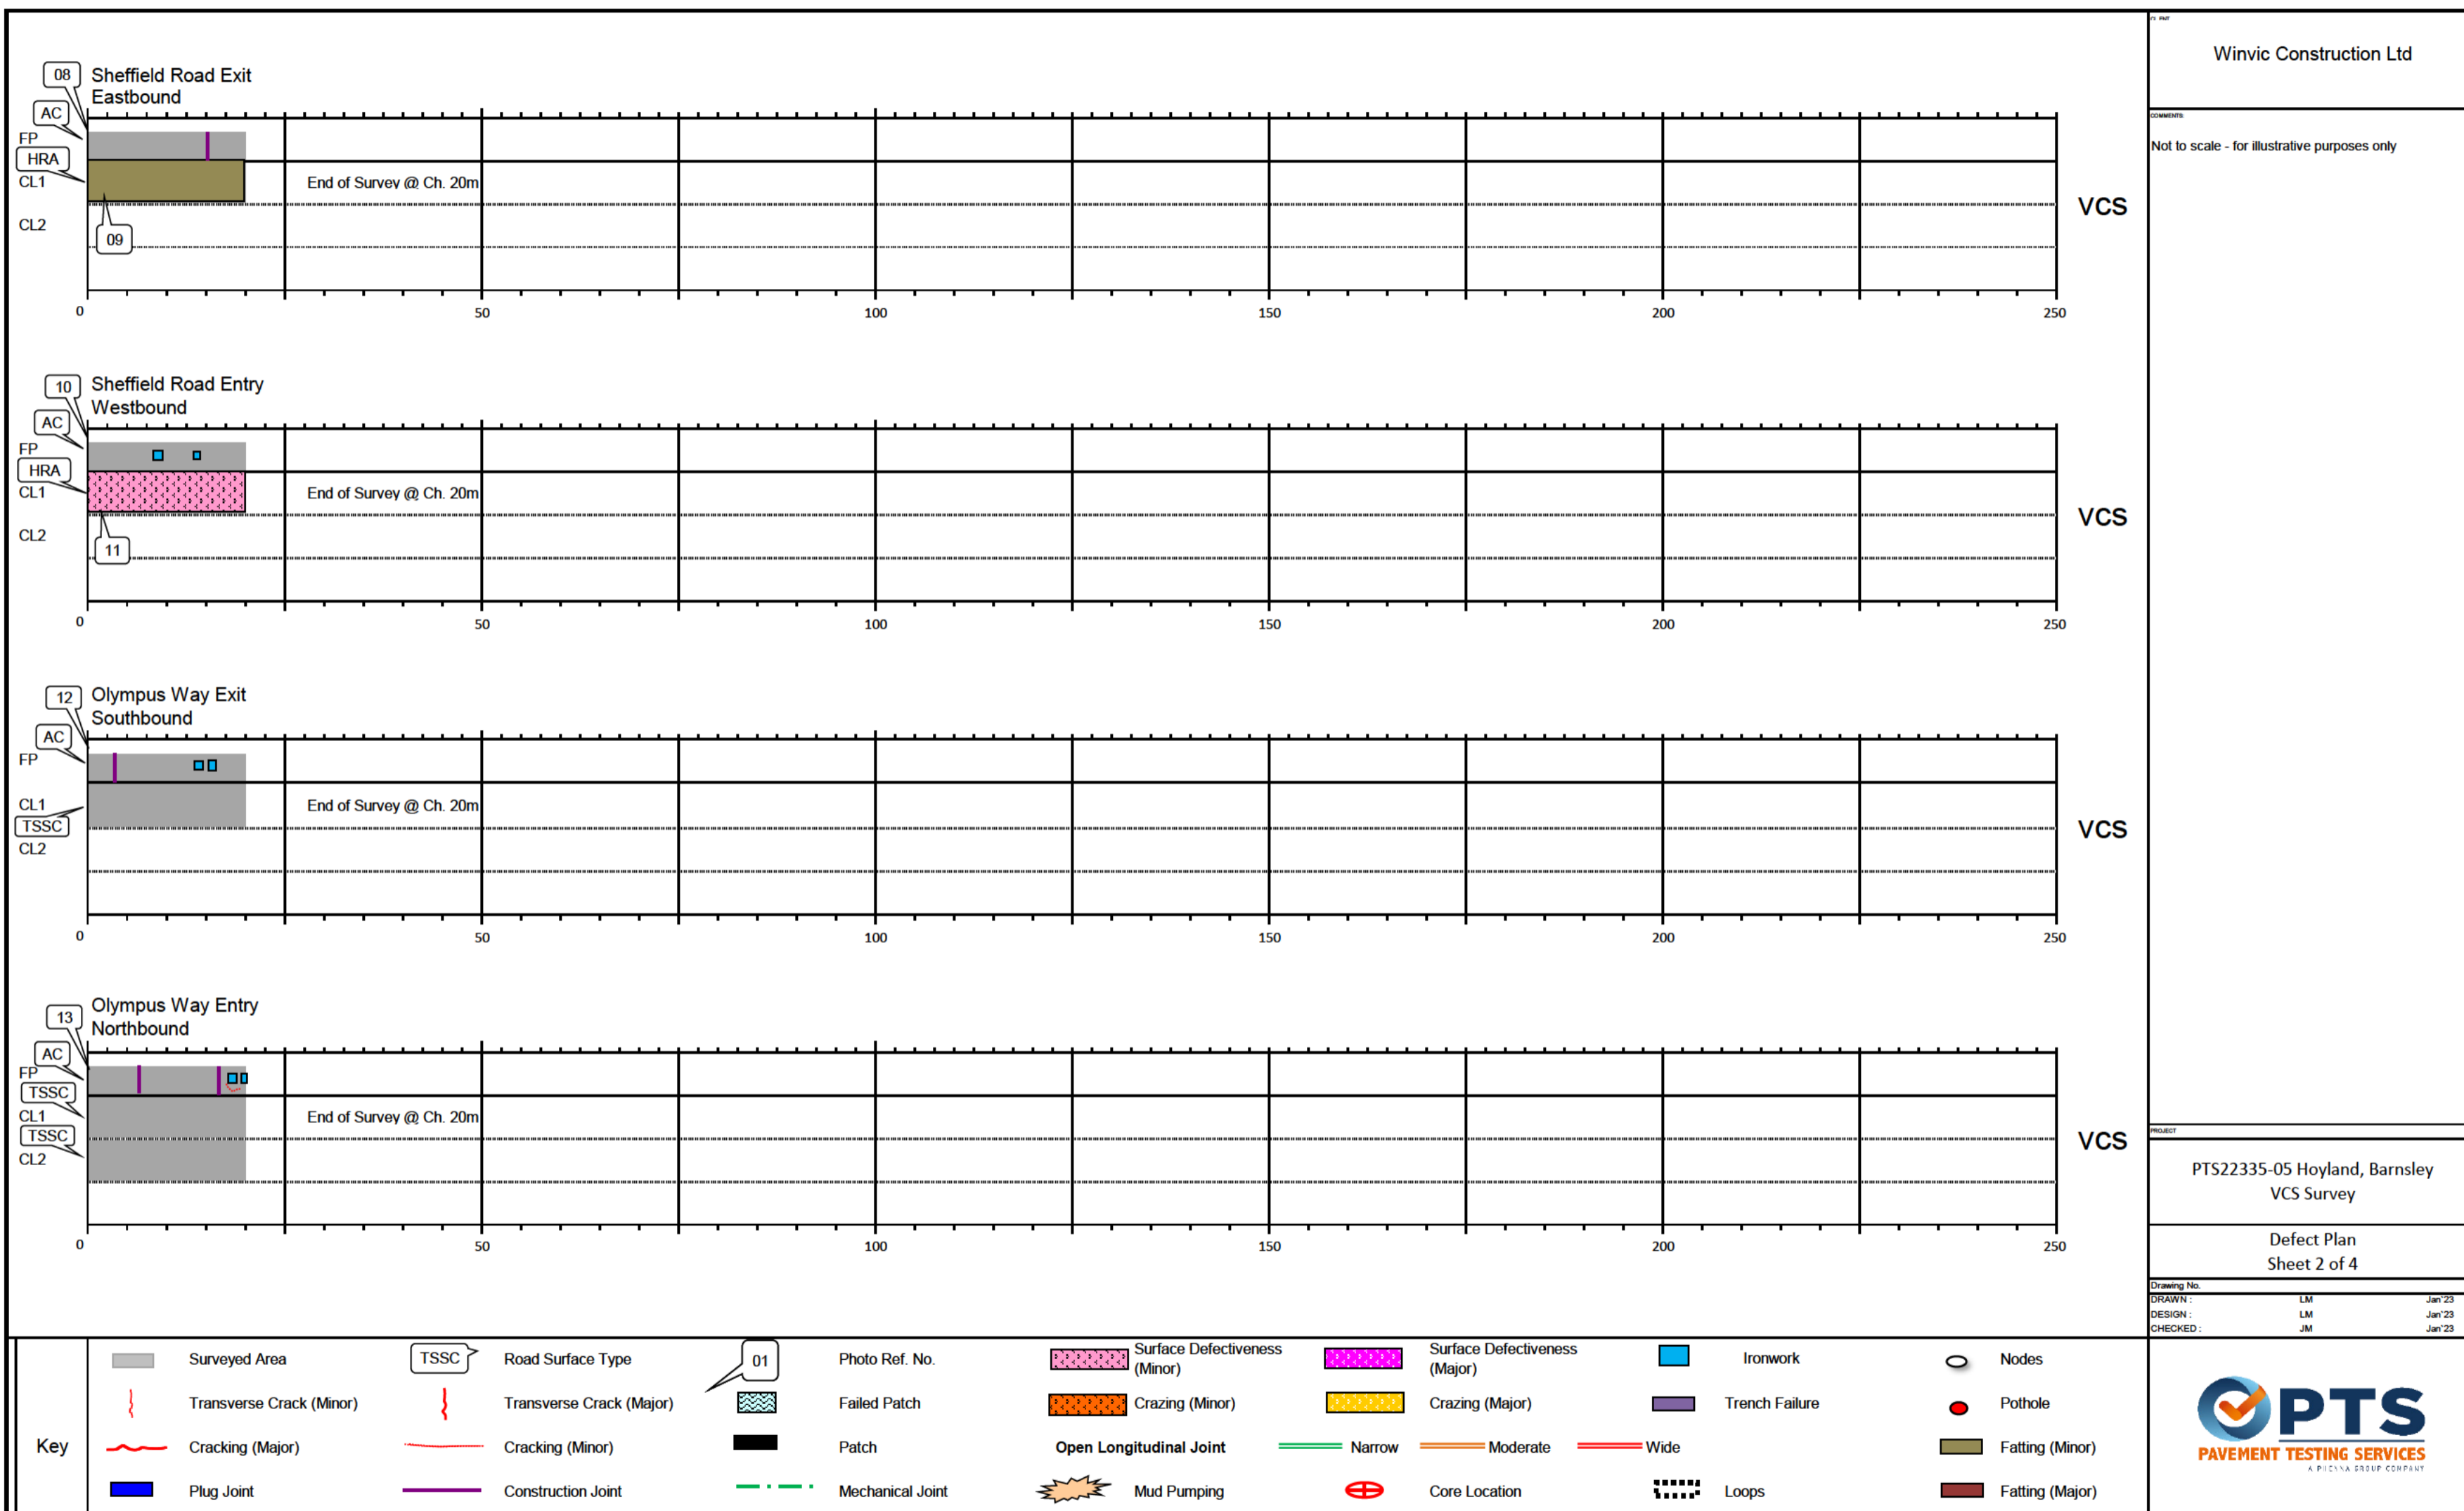 CLIENT
Winvic Construction Ltd
COMMENTS:
Not to scale - for illustrative purposes only
08
Sheffield Road Exit
Eastbound
AC
FP
HRA
CL1
End of Survey @ Ch. 20m
CL2
09
VCS
0
50
100
150
200
250
10
Sheffield Road Entry
Westbound
AC
FP
HRA
CL1
End of Survey @ Ch. 20m
CL2
11
VCS
0
50
100
150
200
250
12
Olympus Way Exit
Southbound
AC
FP
CL1
End of Survey @ Ch. 20m
TSSC
CL2
VCS
0
50
100
150
200
250
13
Olympus Way Entry
Northbound
AC
FP
TSSC
CL1
End of Survey @ Ch. 20m
TSSC
CL2
VCS
0
50
100
150
200
250
PROJECT
PTS22335-05 Hoyland, Barnsley
VCS Survey
Defect Plan
Sheet 2 of 4
Drawing No.
DRAWN : LM Jan'23
DESIGN : LM Jan'23
CHECKED : JM Jan'23
Key
Surveyed Area
TSSC
Road Surface Type
01
Photo Ref. No.
Surface Defectiveness
(Minor)
Surface Defectiveness
(Major)
Ironwork
Nodes
Transverse Crack (Minor)
Transverse Crack (Major)
Failed Patch
Crazing (Minor)
Crazing (Major)
Trench Failure
Pothole
Cracking (Major)
Cracking (Minor)
Patch
Open Longitudinal Joint
Narrow
Moderate
Wide
Fatting (Minor)
Plug Joint
Construction Joint
Mechanical Joint
Mud Pumping
Core Location
Loops
Fatting (Major)
PTS
PAVEMENT TESTING SERVICES
A PHENNA GROUP COMPANY